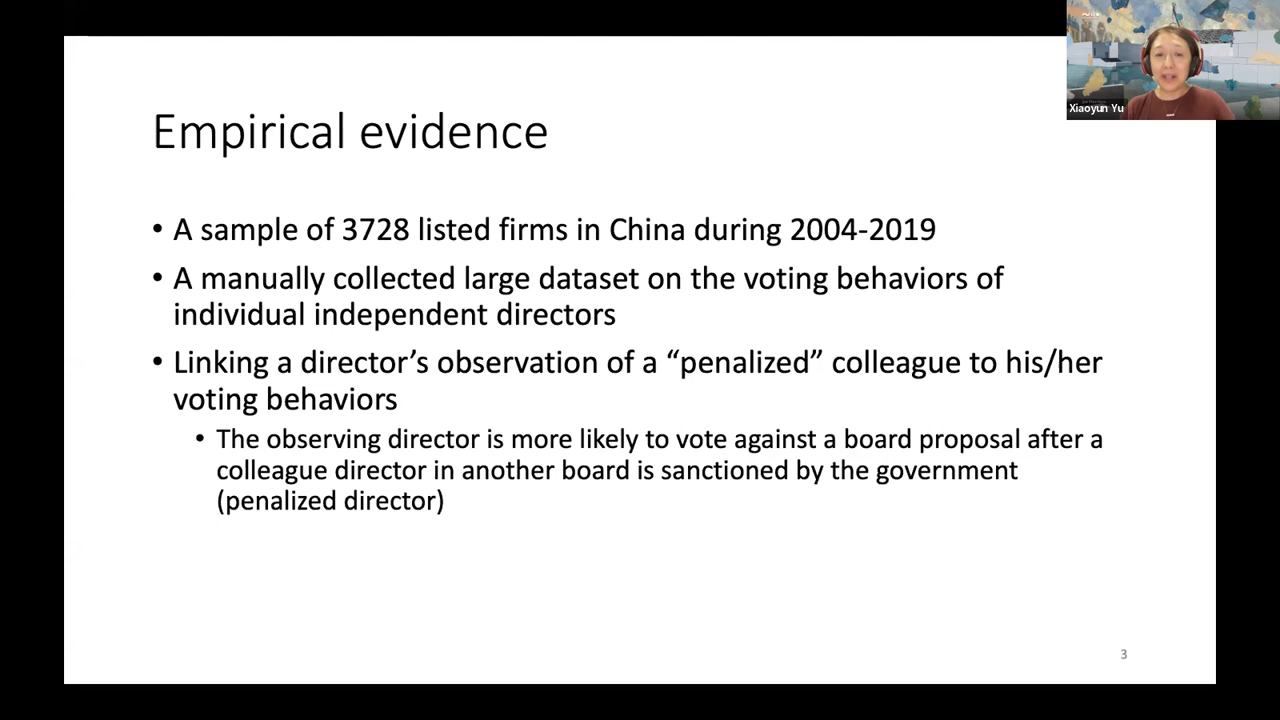 Xiaoyun Yu
Empirical evidence
• A sample of 3728 listed firms in China during 2004-2019
• A manually collected large dataset on the voting behaviors of
individual independent directors
• Linking a director’s observation of a “penalized” colleague to his/her
voting behaviors
• The observing director is more likely to vote against a board proposal after a
colleague director in another board is sanctioned by the government
(penalized director)
3